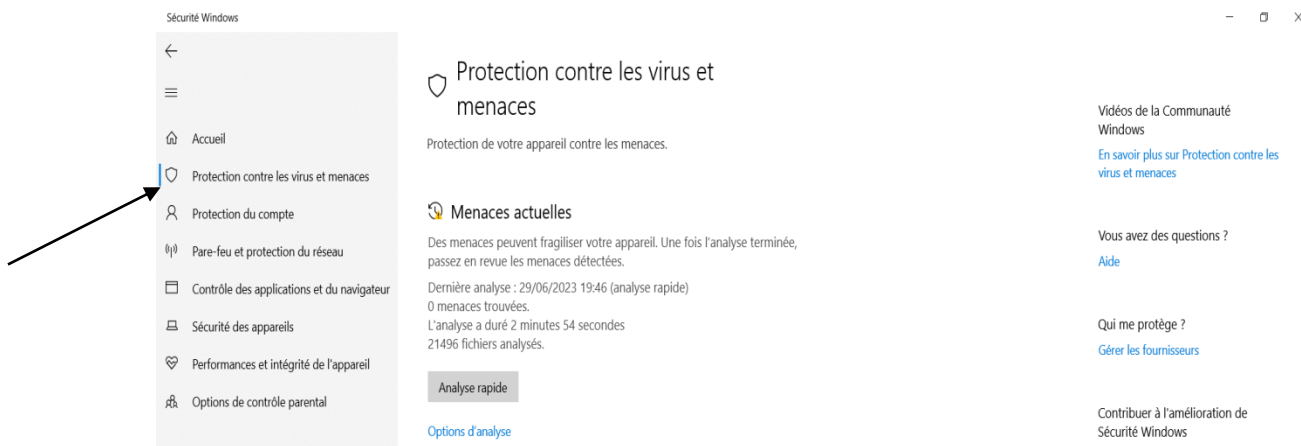 Sécurité Windows
Accueil
Protection contre les virus et menaces
Protection du compte
Pare-feu et protection du réseau
Contrôle des applications et du navigateur
Sécurité des appareils
Performances et intégrité de l'appareil
Options de contrôle parental
Protection contre les virus et
menaces
Protection de votre appareil contre les menaces.
Menaces actuelles
Des menaces peuvent fragiliser votre appareil. Une fois l'analyse terminée,
passez en revue les menaces détectées.
Dernière analyse : 29/06/2023 19:46 (analyse rapide)
0 menaces trouvées.
L'analyse a duré 2 minutes 54 secondes
21496 fichiers analysés.
Analyse rapide
Options d'analyse
Vidéos de la Communauté
Windows
En savoir plus sur Protection contre les
virus et menaces
Vous avez des questions ?
Aide
Qui me protège ?
Gérer les fournisseurs
Contribuer à l'amélioration de
Sécurité Windows